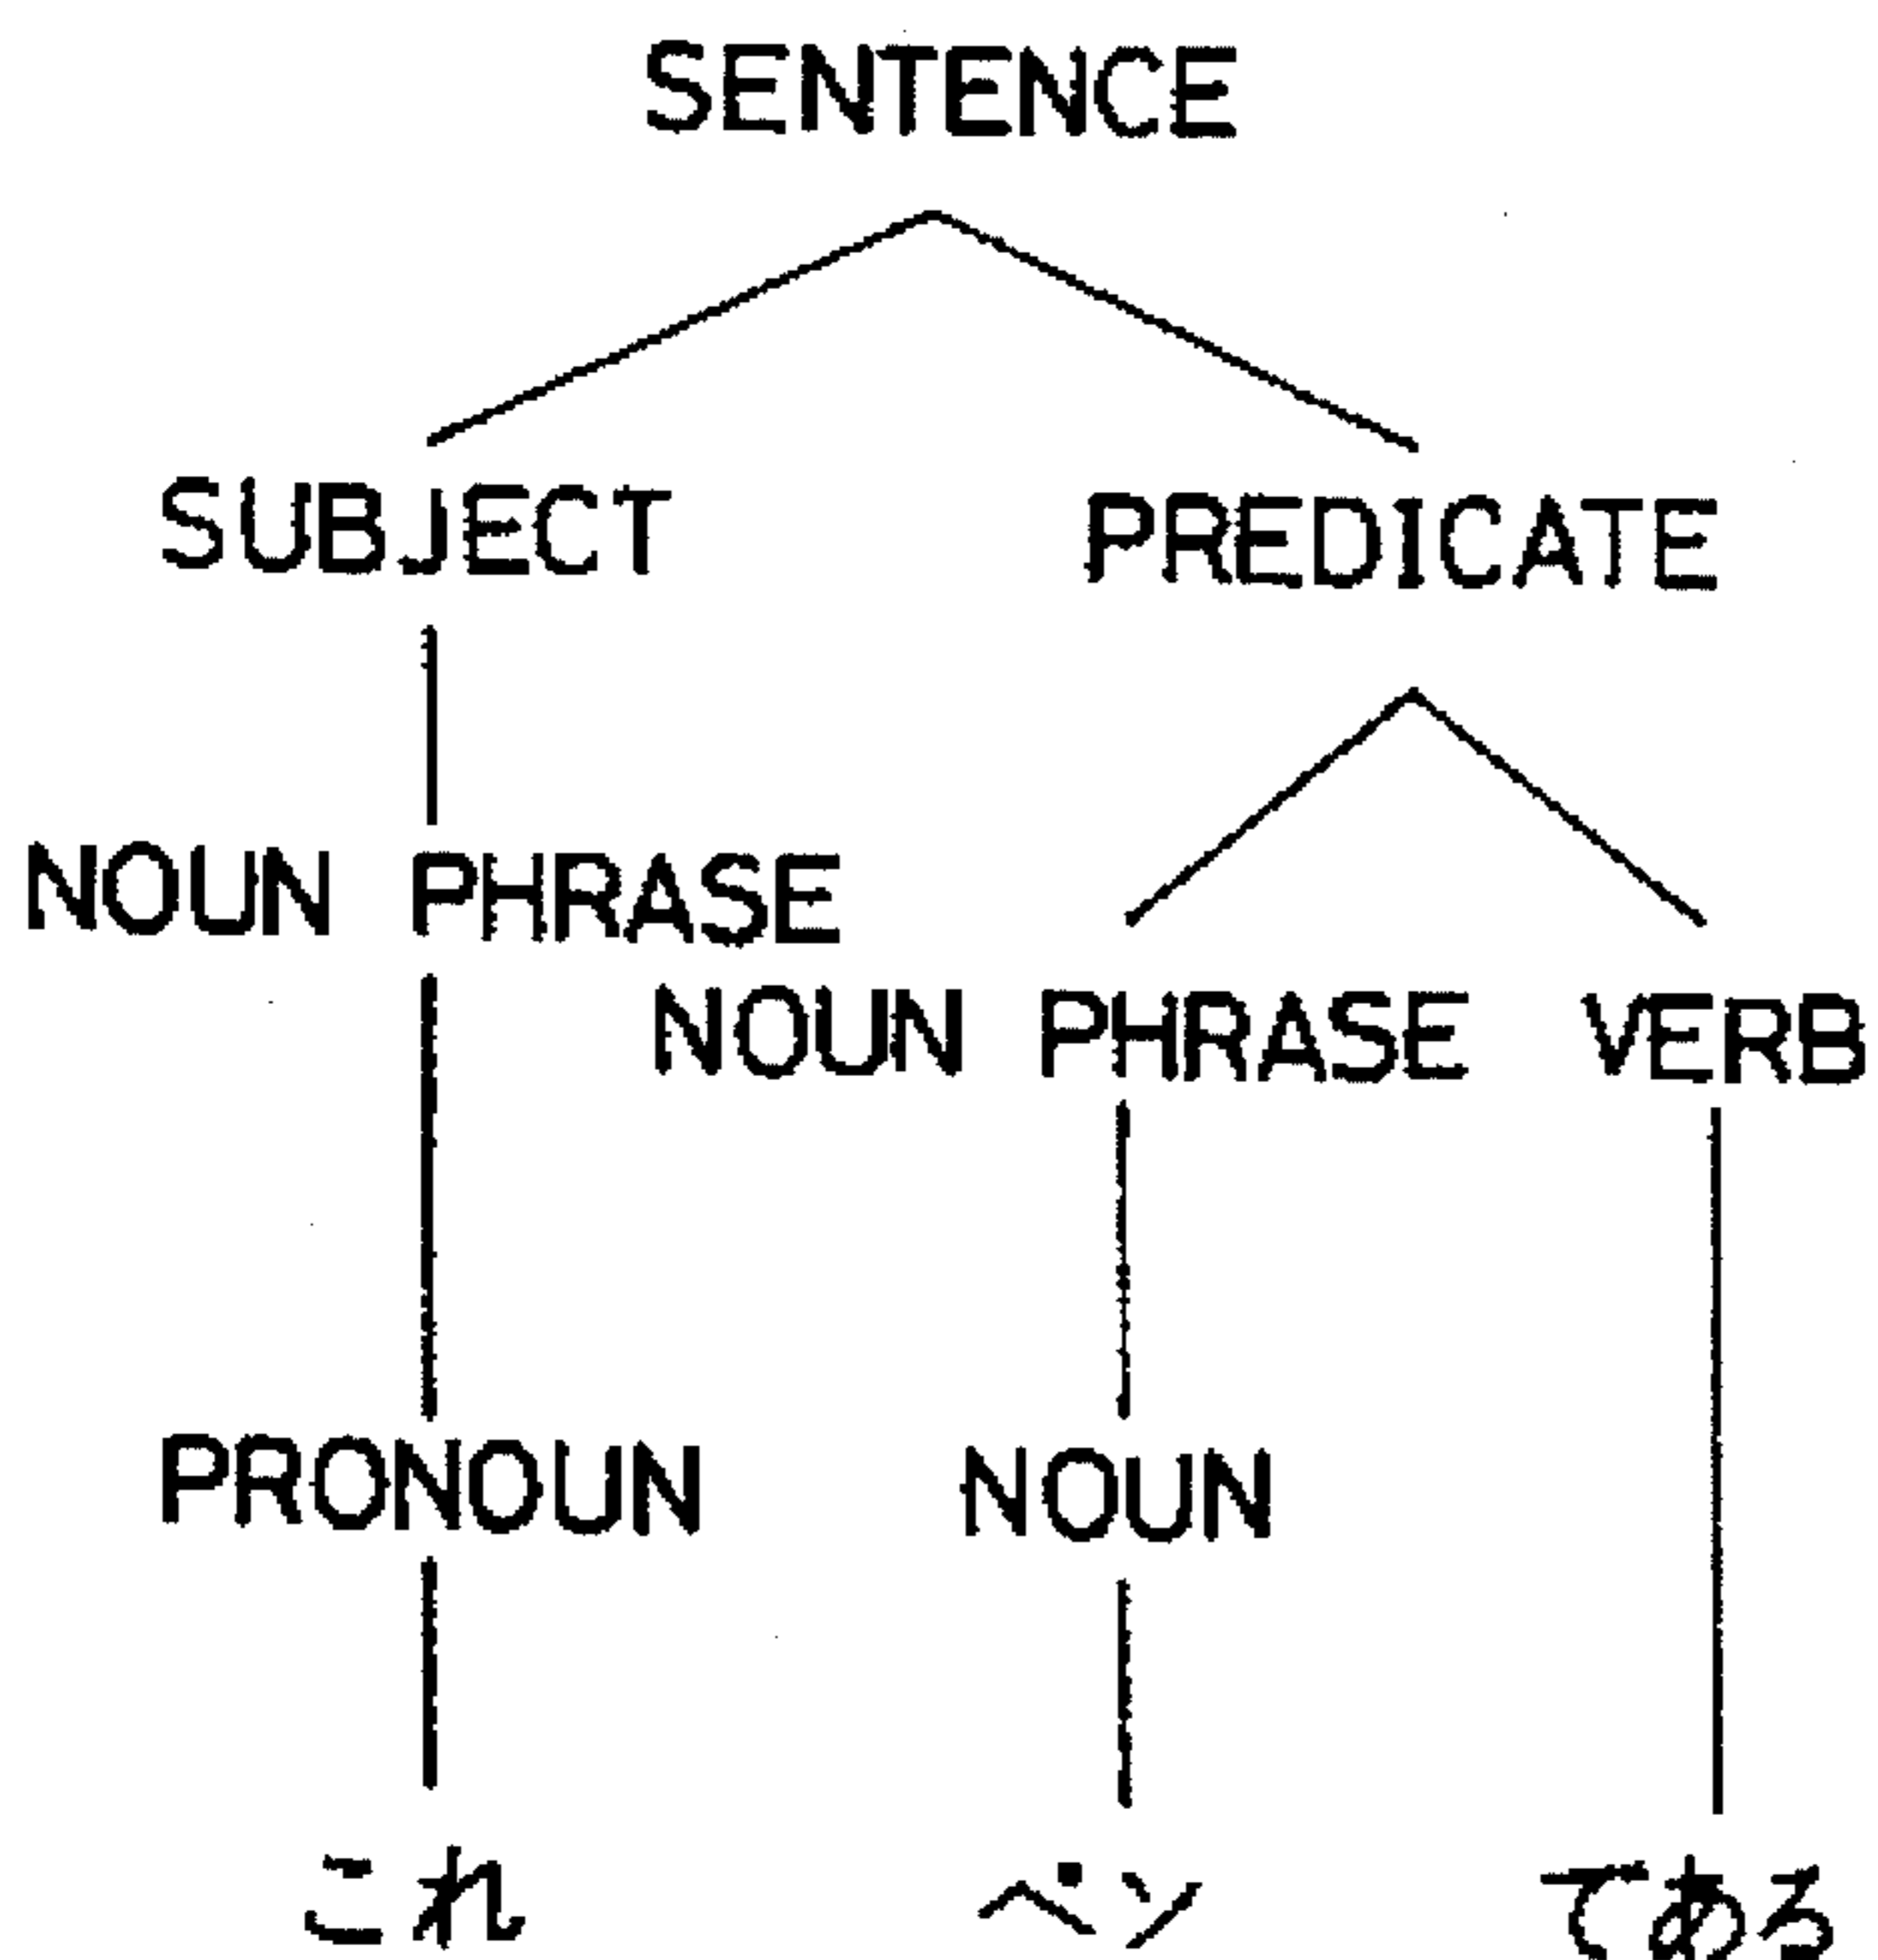 SENTENCE
SUBJECT PREDICATE
NOUN PHRASE
NOUN PHRASE VERB
PRONOUN NOUN
これ ペン である